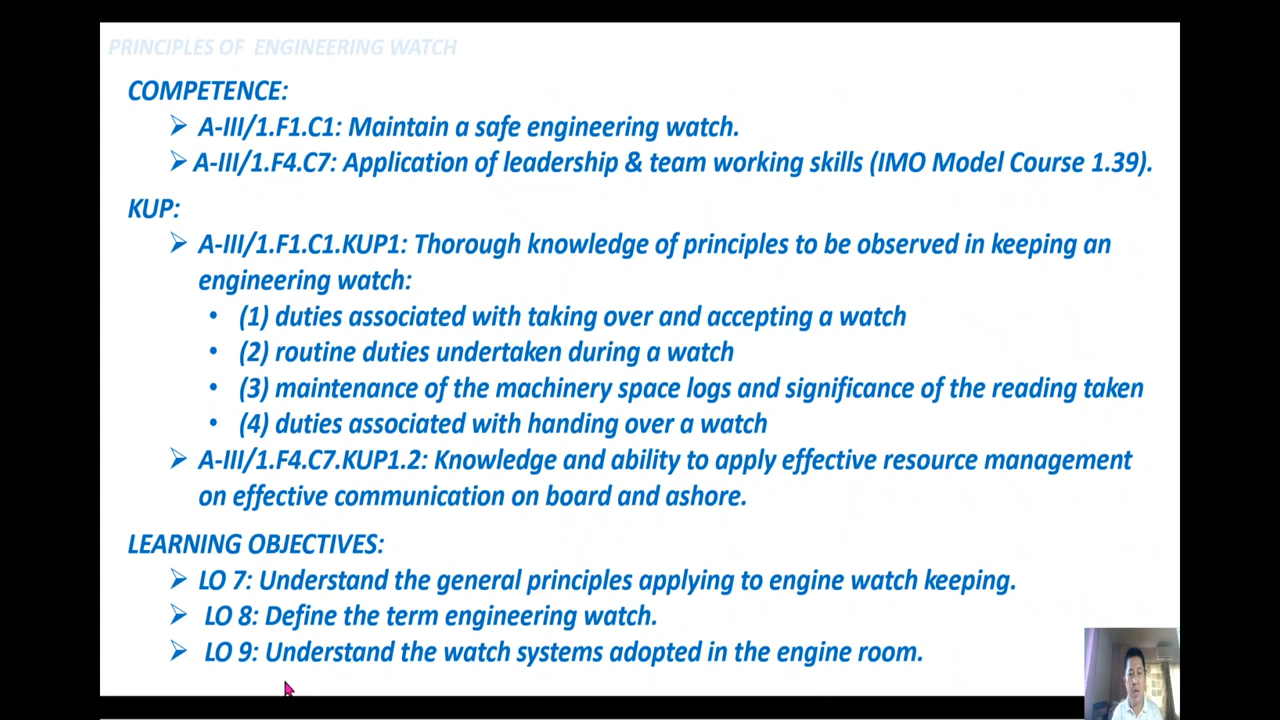 PRINCIPLES OF ENGINEERING WATCH
COMPETENCE:
➢ A-III/1.F1.C1: Maintain a safe engineering watch.
➢ A-III/1.F4.C7: Application of leadership & team working skills (IMO Model Course 1.39).
KUP:
➢ A-III/1.F1.C1.KUP1: Thorough knowledge of principles to be observed in keeping an
engineering watch:
• (1) duties associated with taking over and accepting a watch
• (2) routine duties undertaken during a watch
• (3) maintenance of the machinery space logs and significance of the reading taken
• (4) duties associated with handing over a watch
➢ A-III/1.F4.C7.KUP1.2: Knowledge and ability to apply effective resource management
on effective communication on board and ashore.
LEARNING OBJECTIVES:
➢ LO 7: Understand the general principles applying to engine watch keeping.
➢ LO 8: Define the term engineering watch.
➢ LO 9: Understand the watch systems adopted in the engine room.